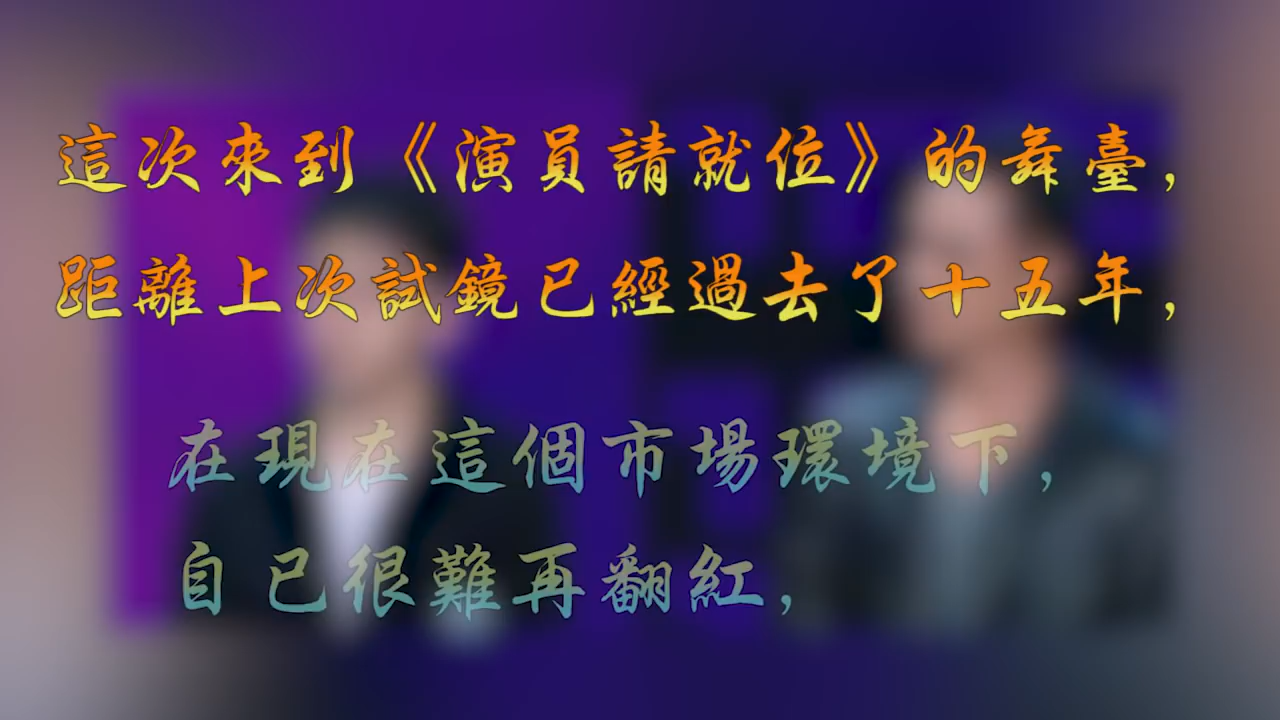 這次來到《演員請就位》的舞臺，
距離上次試鏡已經過去了十五年，
在現在這個市場環境下，
自己很難再翻紅，